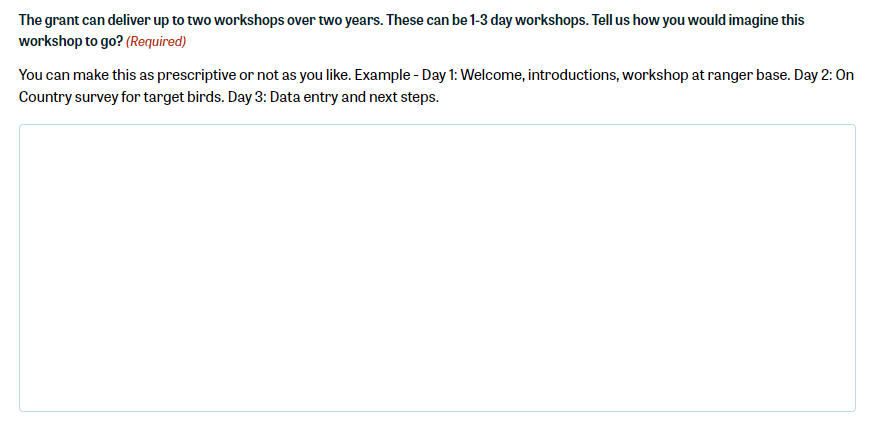 The grant can deliver up to two workshops over two years. These can be 1-3 day workshops. Tell us how you would imagine this
workshop to go? (Required)
You can make this as prescriptive or not as you like. Example - Day 1: Welcome, introductions, workshop at ranger base. Day 2: On
Country survey for target birds. Day 3: Data entry and next steps.